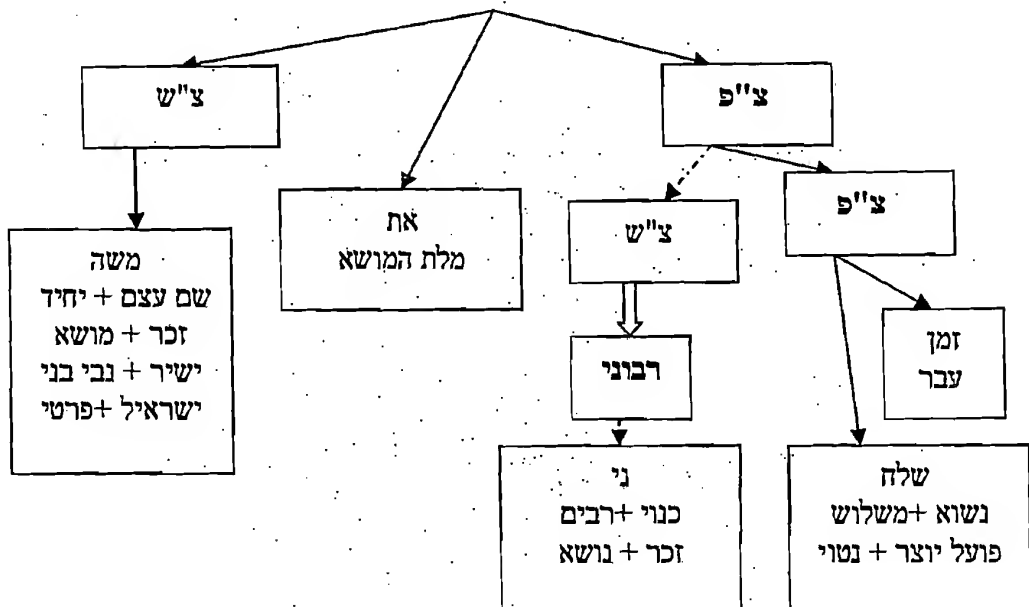 צ"פ
צ"ש
צ"פ
צ"ש
את
מלת המושא
משה
שם עצם + יחיד
זכר + מושא
ישיר + נבי בני
ישראיל +פרטי
זמן
עבר
רבוני
ני
כנוי +רבים
זכר + נושא
שלח
נשוא +משלוש
פועל יוצר + נטוי